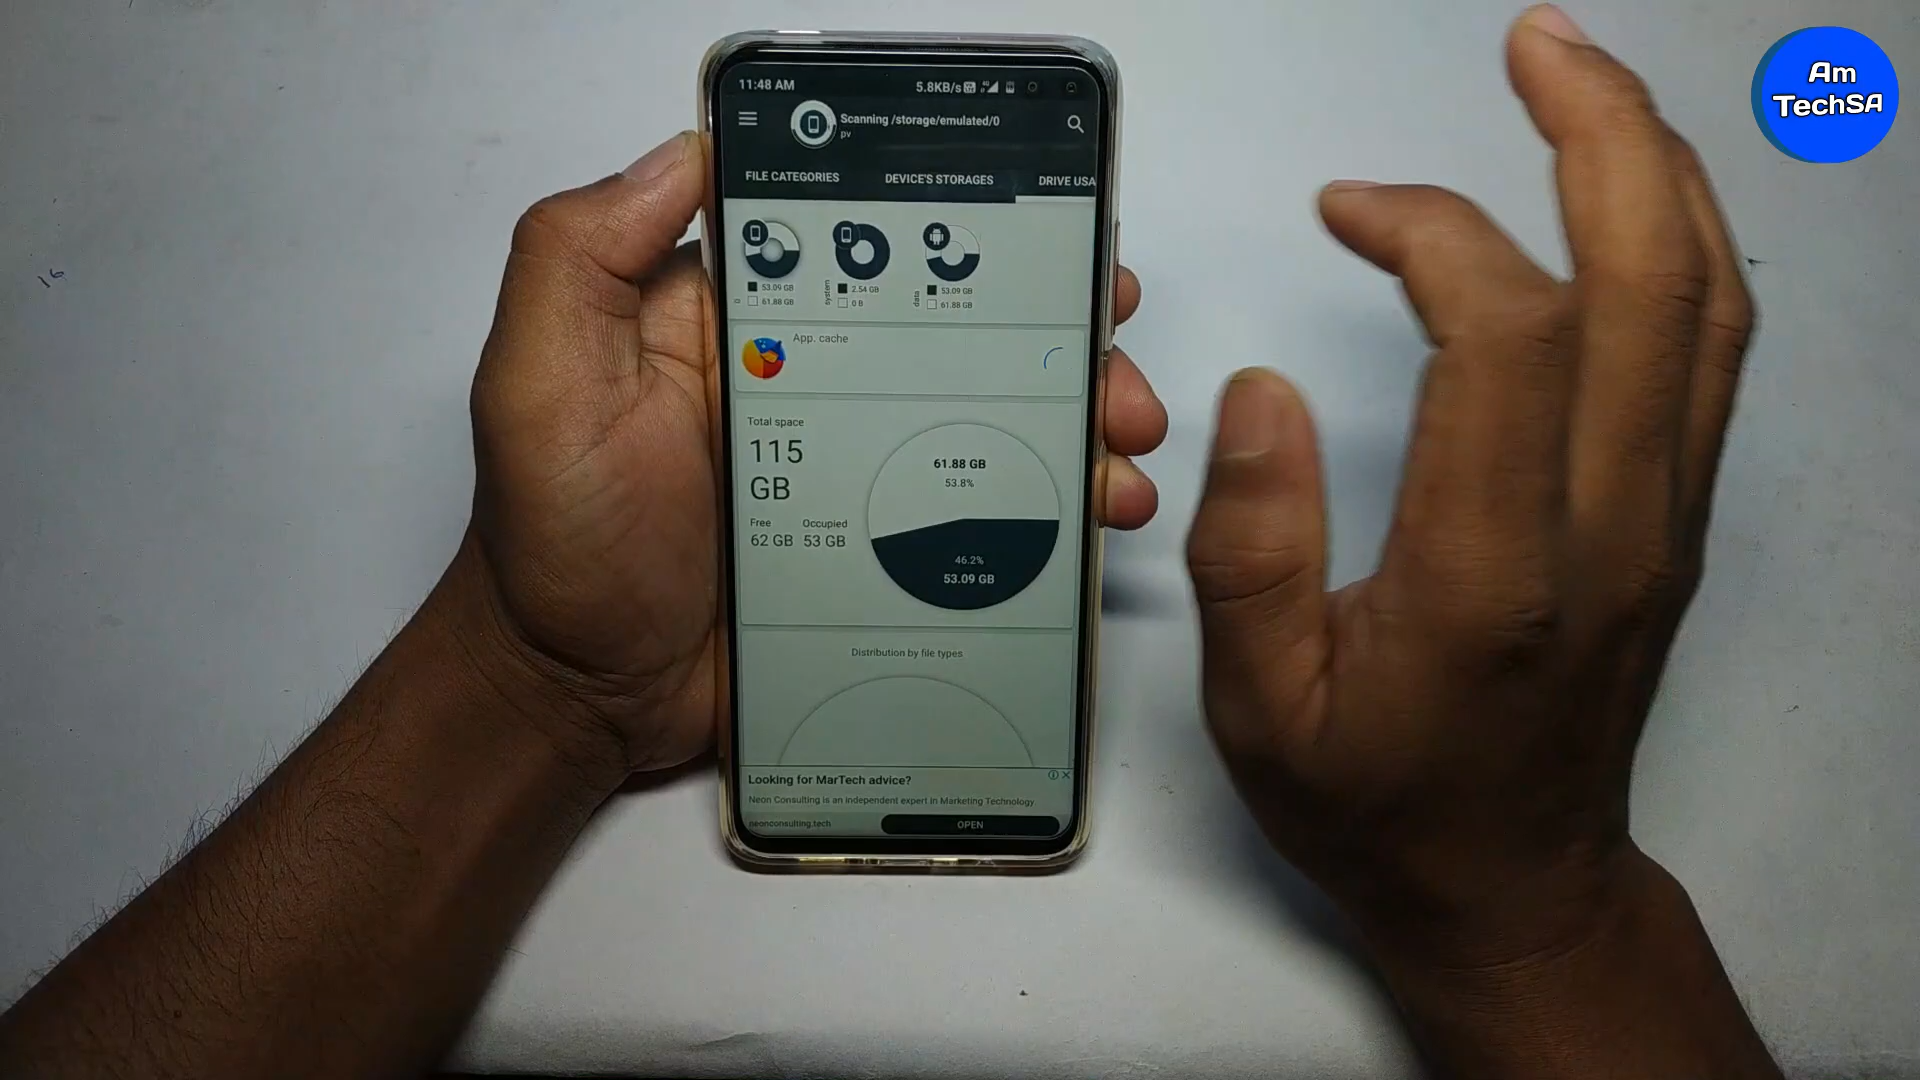 Am
TechSA
16
11:48 AM
5.8KB/s
Scanning /storage/emulated/0
pv
FILE CATEGORIES
DEVICE'S STORAGES
DRIVE USA
0
53.09 GB
61.88 GB
system
2.54 GB
0 B
data
53.09 GB
61.88 GB
App. cache
Total space
115
GB
Free
Occupied
62 GB
53 GB
61.88 GB
53.8%
46.2%
53.09 GB
Distribution by file types
Looking for MarTech advice?
Neon Consulting is an independent expert in Marketing Technology
neonconsulting.tech
OPEN